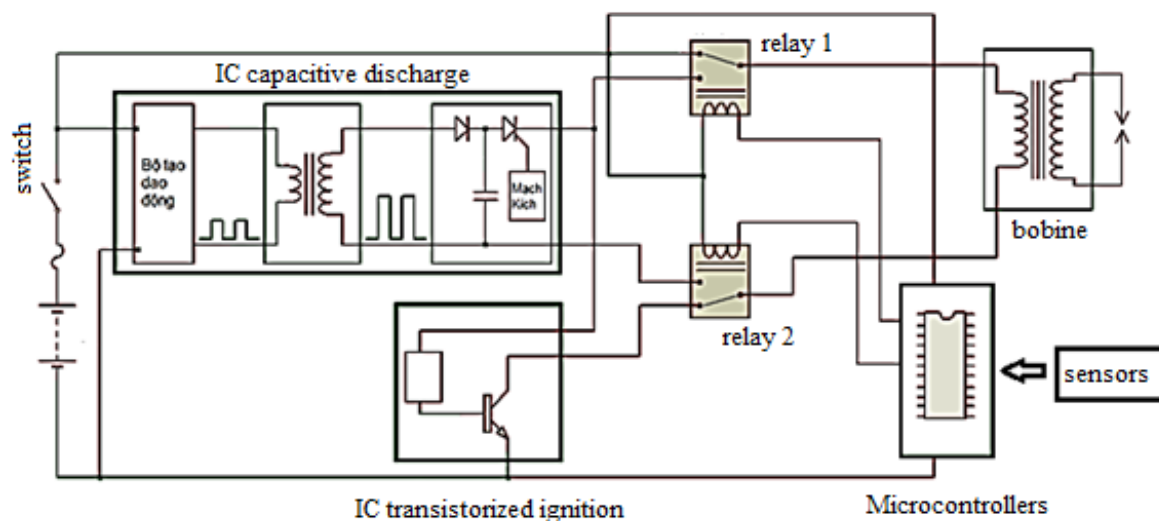 relay 1
IC capacitive discharge
switch
Bộ tạo
dao
động
Mach
Kích
bobine
relay 2
sensors
IC transistorized ignition
Microcontrollers